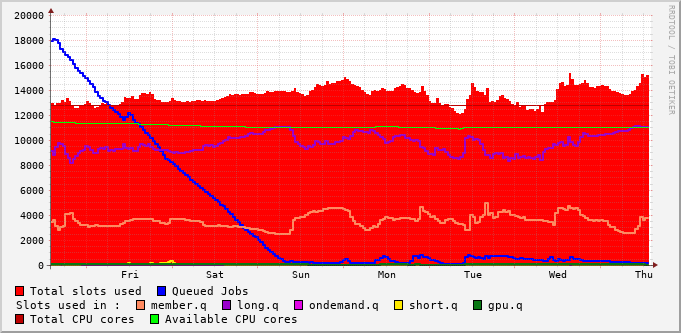 20000
18000
16000
14000
12000
10000
8000
6000
4000
2000
0
Fri Sat Sun Mon Tue Wed Thu
RRDTOOL / TOBI OETIKER
Total slots used Queued Jobs
Slots used in : member.q long.q ondemand.q short.q gpu.q
Total CPU cores Available CPU cores